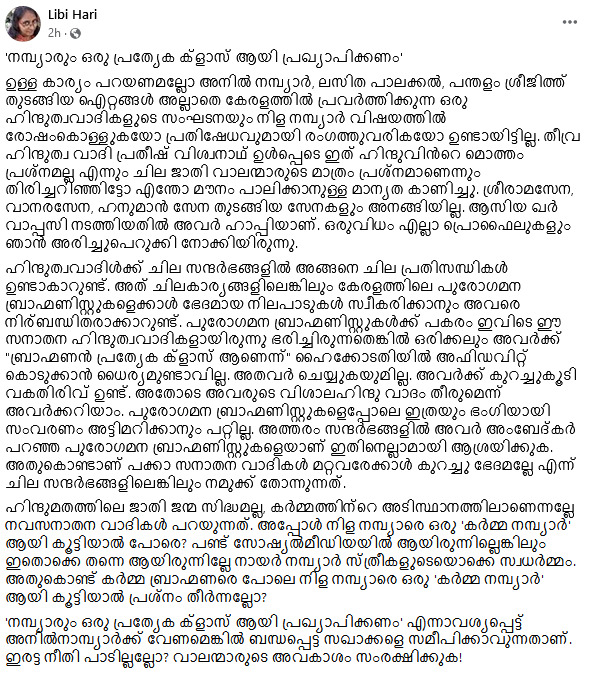 Libi Hari
2h ·
'നമ്പ്യാരും ഒരു പ്രത്യേക ക്ളാസ് ആയി പ്രഖ്യാപിക്കണം'
ഉള്ള കാര്യം പറയണമല്ലോ അനിൽ നമ്പ്യാർ, ലസിത പാലക്കൽ, പന്തളം ശ്രീജിത്ത്
തുടങ്ങിയ ഐറ്റങ്ങൾ അല്ലാതെ കേരളത്തിൽ പ്രവർത്തിക്കുന്ന ഒരു
ഹിന്ദുത്വവാദികളുടെ സംഘടനയും നിള നമ്പ്യാർ വിഷയത്തിൽ
രോഷംകൊള്ളുകയോ പ്രതിഷേധവുമായി രംഗത്തുവരികയോ ഉണ്ടായിട്ടില്ല. തീവ്ര
ഹിന്ദുത്വ വാദി പ്രതീഷ് വിശ്വനാഥ് ഉൾപ്പെടെ ഇത് ഹിന്ദുവിൻറെ മൊത്തം
പ്രശ്‌നമല്ല എന്നും ചില ജാതി വാലന്മാരുടെ മാത്രം പ്രശ്നമാണെന്നും
തിരിച്ചറിഞ്ഞിട്ടോ എന്തോ മൗനം പാലിക്കാനുള്ള മാന്യത കാണിച്ചു. ശ്രീരാമസേന,
വാനരസേന, ഹനുമാൻ സേന തുടങ്ങിയ സേനകളും അനങ്ങിയില്ല. ആസിയ ഖർ
വാപ്പസി നടത്തിയതിൽ അവർ ഹാപ്പിയാണ്. ഒരുവിധം എല്ലാ പ്രൊഫൈലുകളും
ഞാൻ അരിച്ചുപെറുക്കി നോക്കിയിരുന്നു.
ഹിന്ദുത്വവാദിൾക്ക് ചില സന്ദർഭങ്ങളിൽ അങ്ങനെ ചില പ്രതിസന്ധികൾ
ഉണ്ടാകാറുണ്ട്. അത് ചിലകാര്യങ്ങളിലെങ്കിലും കേരളത്തിലെ പുരോഗമന
ബ്രാഹ്മണിസ്റ്റുകളെക്കാൾ ഭേദമായ നിലപാടുകൾ സ്വീകരിക്കാനും അവരെ
നിര്ബന്ധിതരാക്കാറുണ്ട്. പുരോഗമന ബ്രാഹ്മണിസ്റ്റുകൾക്ക് പകരം ഇവിടെ ഈ
സനാതന ഹിന്ദുത്വവാദികളായിരുന്നു ഭരിച്ചിരുന്നതെങ്കിൽ ഒരിക്കലും അവർക്ക്
"ബ്രാഹ്മണൻ പ്രത്യേക ക്ളാസ് ആണെന്ന്" ഹൈക്കോടതിയിൽ അഫിഡവിറ്റ്
കൊടുക്കാൻ ധൈര്യമുണ്ടാവില്ല. അതവർ ചെയ്യുകയുമില്ല. അവർക്ക് കുറച്ചുകൂടി
വകതിരിവ് ഉണ്ട്. അതോടെ അവരുടെ വിശാലഹിന്ദു വാദം തീരുമെന്ന്
അവർക്കറിയാം. പുരോഗമന ബ്രാഹ്മണിസ്റ്റുകളെപ്പോലെ ഇത്രയും ഭംഗിയായി
സംവരണം അട്ടിമറിക്കാനും പറ്റില്ല. അത്തരം സന്ദർഭങ്ങളിൽ അവർ അംബേദ്‌കർ
പറഞ്ഞ പുരോഗമന ബ്രാഹ്മണിസ്റ്റുകളെയാണ് ഇതിനെല്ലാമായി ആശ്രയിക്കുക.
അതുകൊണ്ടാണ് പക്കാ സനാതന വാദികൾ മറ്റവരേക്കാൾ കുറച്ചു ഭേദമല്ലേ എന്ന്
ചില സന്ദർഭങ്ങളിലെങ്കിലും നമുക്ക് തോന്നുന്നത്.
ഹിന്ദുമതത്തിലെ ജാതി ജന്മ സിദ്ധമല്ല, കർമ്മത്തിന്റെ അടിസ്ഥാനത്തിലാണെന്നല്ലേ
നവസനാതന വാദികൾ പറയുന്നത്. അപ്പോൾ നിള നമ്പ്യാരെ ഒരു 'കർമ്മ നമ്പ്യാർ'
ആയി കൂട്ടിയാൽ പോരെ? പണ്ട് സോഷ്യൽമീഡിയയിൽ ആയിരുന്നില്ലെങ്കിലും
ഇതൊക്കെ തന്നെ ആയിരുന്നില്ലേ നായർ നമ്പ്യാർ സ്ത്രീകളുടെയൊക്കെ സ്വധർമ്മം.
അതുകൊണ്ട് കർമ്മ ബ്രാഹ്മണരെ പോലെ നിള നമ്പ്യാരെ ഒരു 'കർമ്മ നമ്പ്യാർ'
ആയി കൂട്ടിയാൽ പ്രശ്നം തീർന്നല്ലോ?
'നമ്പ്യാരും ഒരു പ്രത്യേക ക്ളാസ് ആയി പ്രഖ്യാപിക്കണം' എന്നാവശ്യപ്പെട്ട്
അനിൽനാമ്പ്യാർക്ക് വേണമെങ്കിൽ ബന്ധപ്പെട്ട സഖാക്കളെ സമീപിക്കാവുന്നതാണ്.
ഇരട്ട നീതി പാടില്ലല്ലോ? വാലന്മാരുടെ അവകാശം സംരക്ഷിക്കുക!